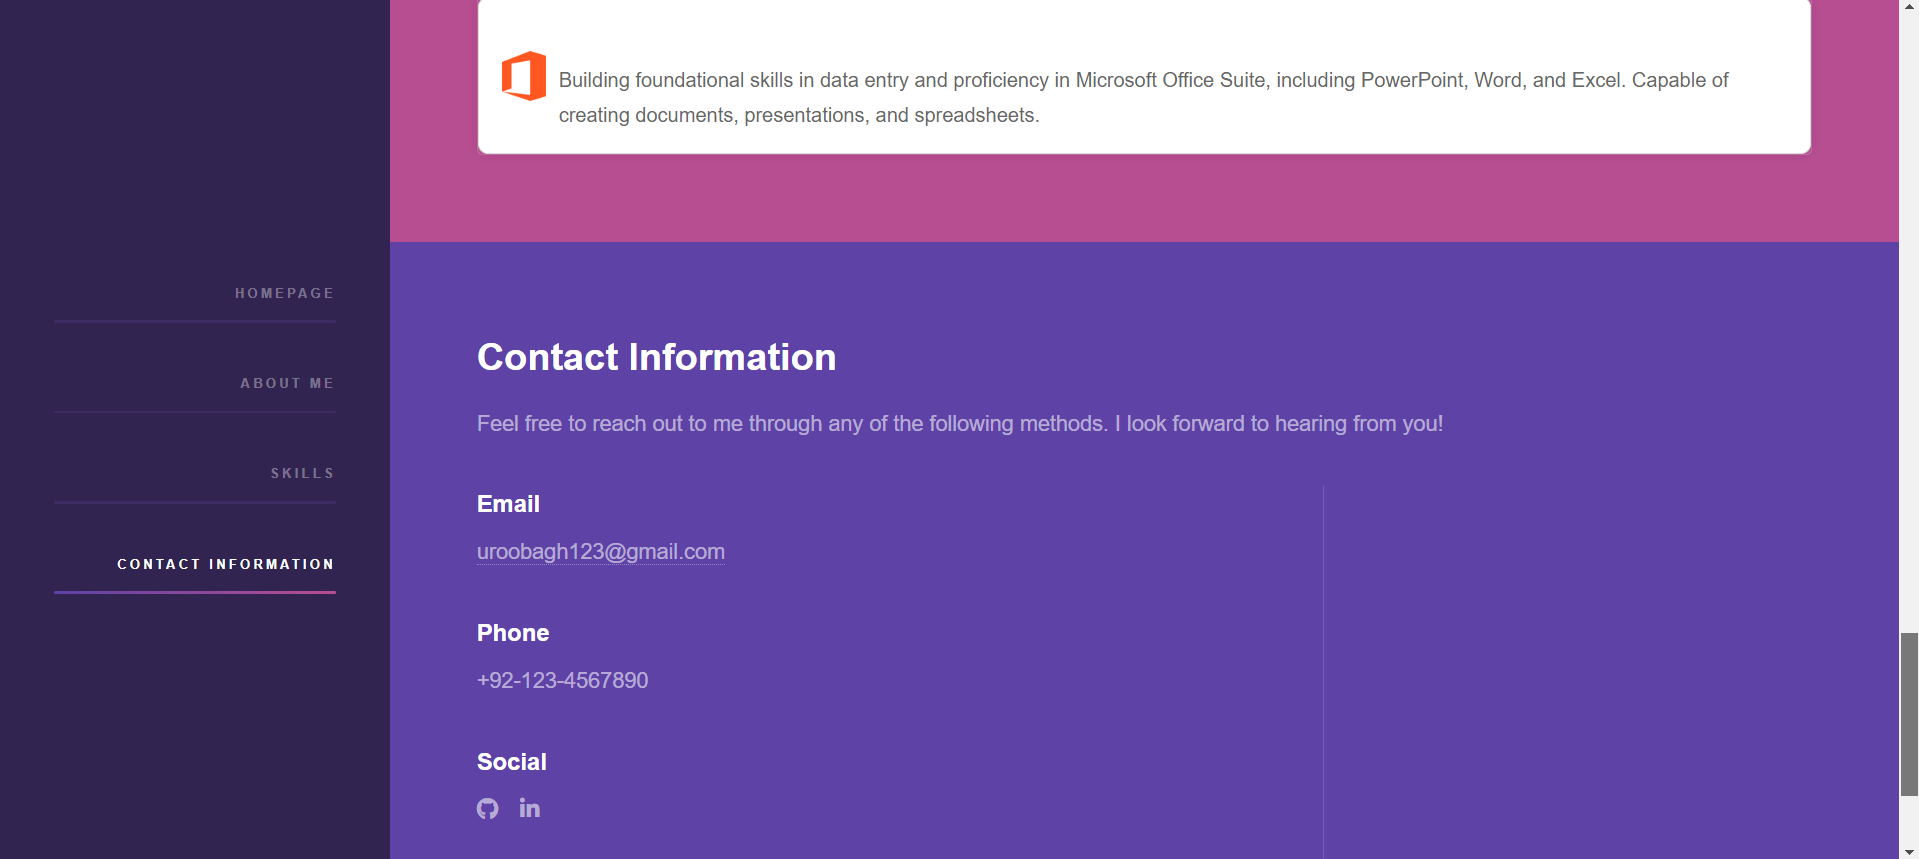 HOMEPAGE
ABOUT ME
SKILLS
CONTACT INFORMATION
Building foundational skills in data entry and proficiency in Microsoft Office Suite, including PowerPoint, Word, and Excel. Capable of
creating documents, presentations, and spreadsheets.
Contact Information
Feel free to reach out to me through any of the following methods. I look forward to hearing from you!
Email
uroobagh123@gmail.com
Phone
+92-123-4567890
Social
in